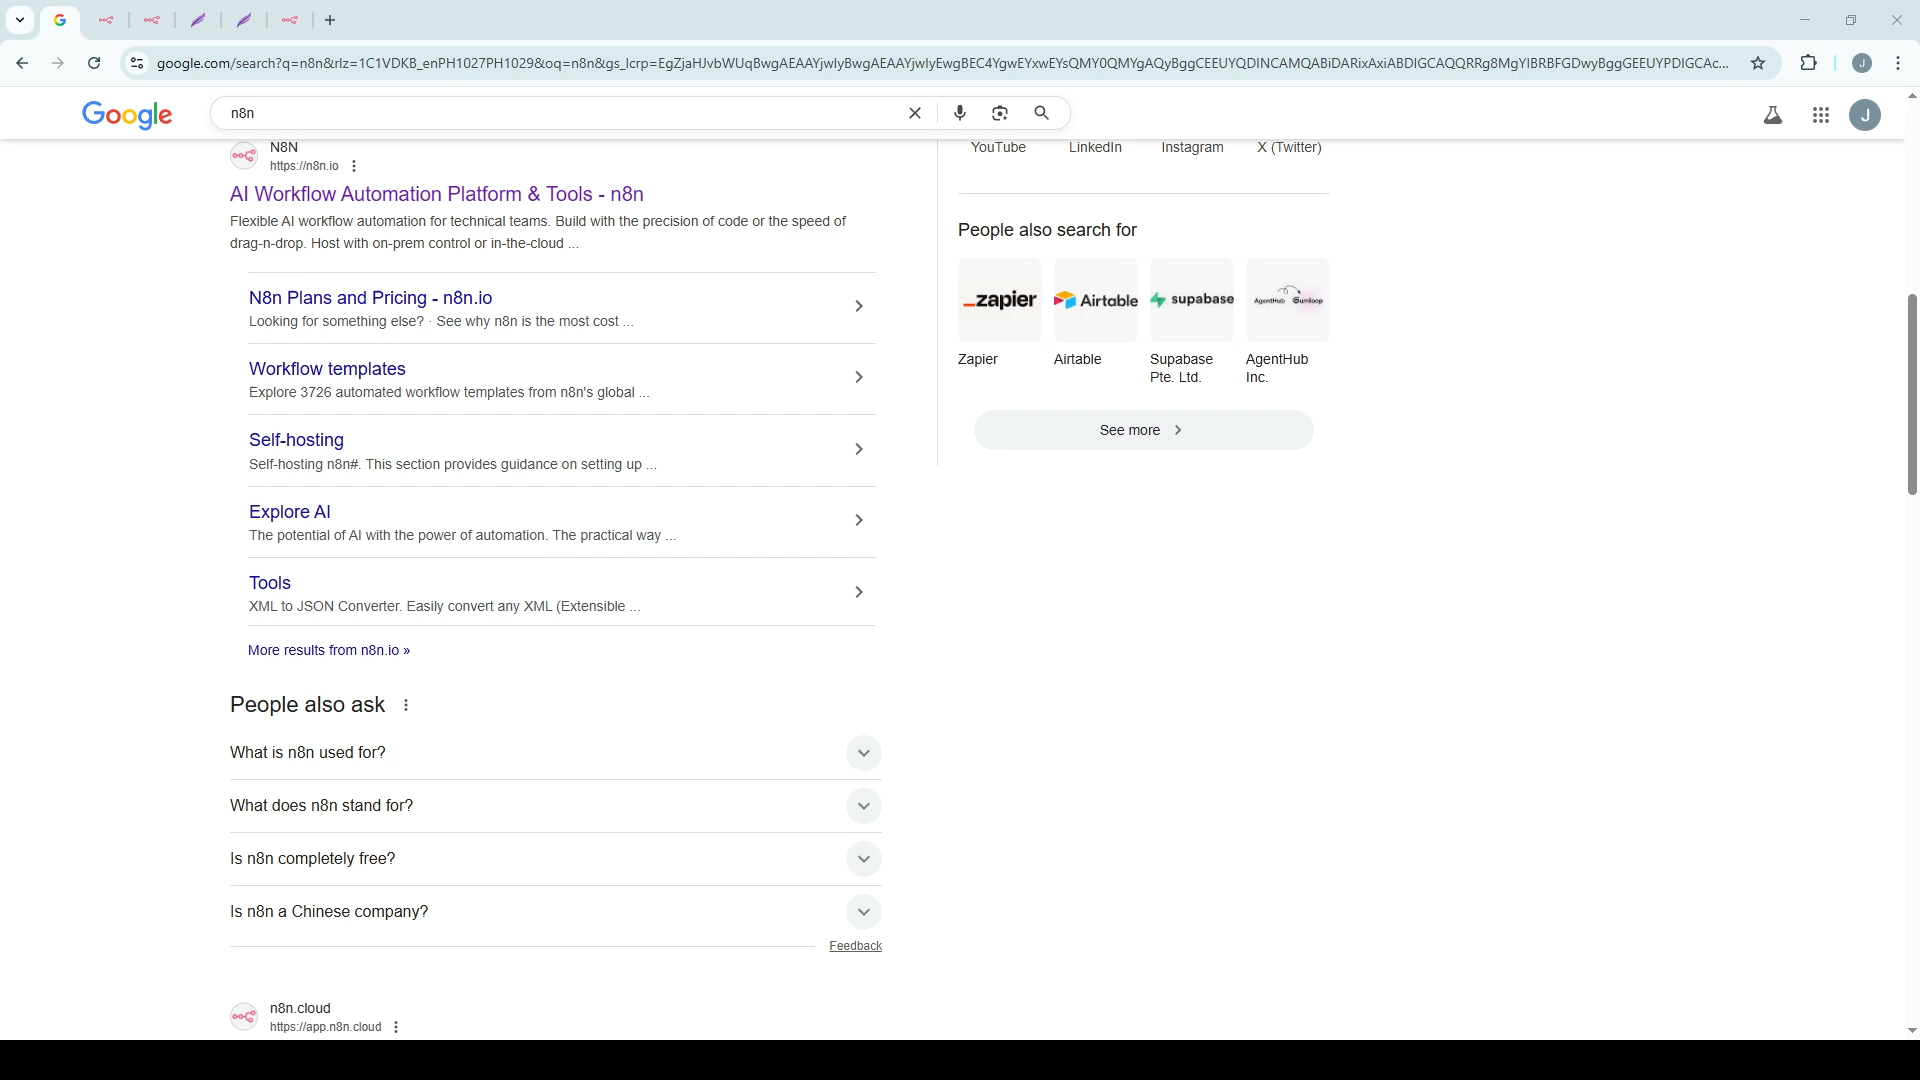 google.com/search?q=n8n&rlz=1C1VDKB_enPH1027PH1029&oq=n8n&gs_lcrp=EgZjaHJvbWUqBwgAEAAYjwIyBwgAEAAYjwIyEwgBEC4YgwEYxwEYsQMY0QMYgAQyBggCEEUYQDINCAMQABiDARixAxiABDIGCAQQRRg8MgYIBRBFGDwyBggGEEUYPDIGCAc...
J
Google
n8n
J
N8N
https://n8n.io
AI Workflow Automation Platform & Tools - n8n
Flexible AI workflow automation for technical teams. Build with the precision of code or the speed of
drag-n-drop. Host with on-prem control or in-the-cloud ...
N8n Plans and Pricing - n8n.io
Looking for something else? · See why n8n is the most cost ...
Workflow templates
Explore 3726 automated workflow templates from n8n's global ...
Self-hosting
Self-hosting n8n#. This section provides guidance on setting up ...
Explore AI
The potential of AI with the power of automation. The practical way ...
Tools
XML to JSON Converter. Easily convert any XML (Extensible ...
More results from n8n.io »
People also ask
What is n8n used for?
What does n8n stand for?
Is n8n completely free?
Is n8n a Chinese company?
Feedback
n8n.cloud
https://app.n8n.cloud
YouTube LinkedIn Instagram X (Twitter)
People also search for
zapier Airtable supabase AgentHub Gumloop
Zapier Airtable Supabase AgentHub
Pte. Ltd. Inc.
See more